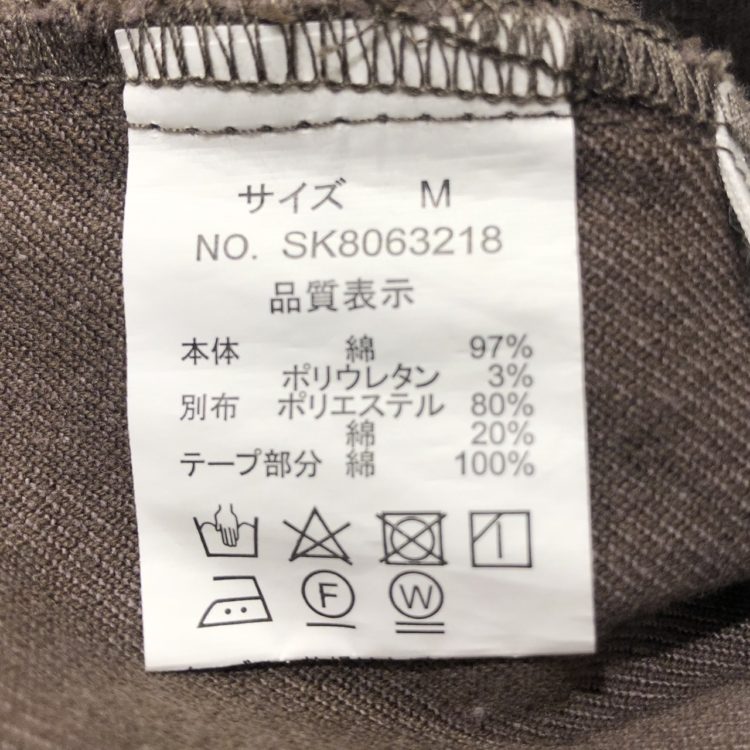 サイズ M
NO. SK8063218
品質表示
本体 綿 97%
ポリウレタン 3%
別布 ポリエステル 80%
綿 20%
テープ部分 綿 100%
F W